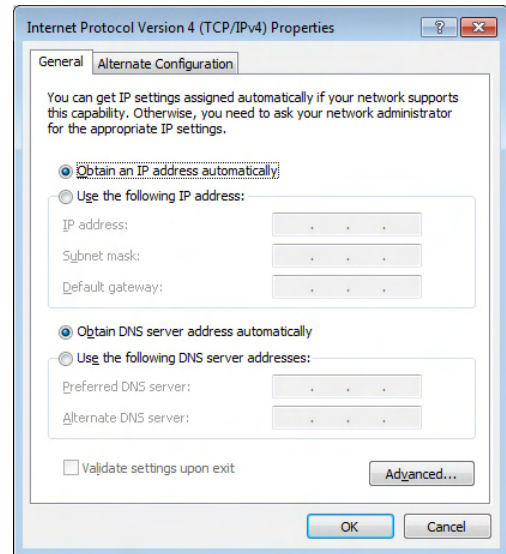 Internet Protocol Version 4 (TCP/IPv4) Properties
General
Alternate Configuration
You can get IP settings assigned automatically if your network supports
this capability. Otherwise, you need to ask your network administrator
for the appropriate IP settings.
Obtain an IP address automatically
Use the following IP address:
IP address:
Subnet mask:
Default gateway:
Obtain DNS server address automatically
Use the following DNS server addresses:
Preferred DNS server:
Alternate DNS server:
Validate settings upon exit
Advanced...
OK
Cancel